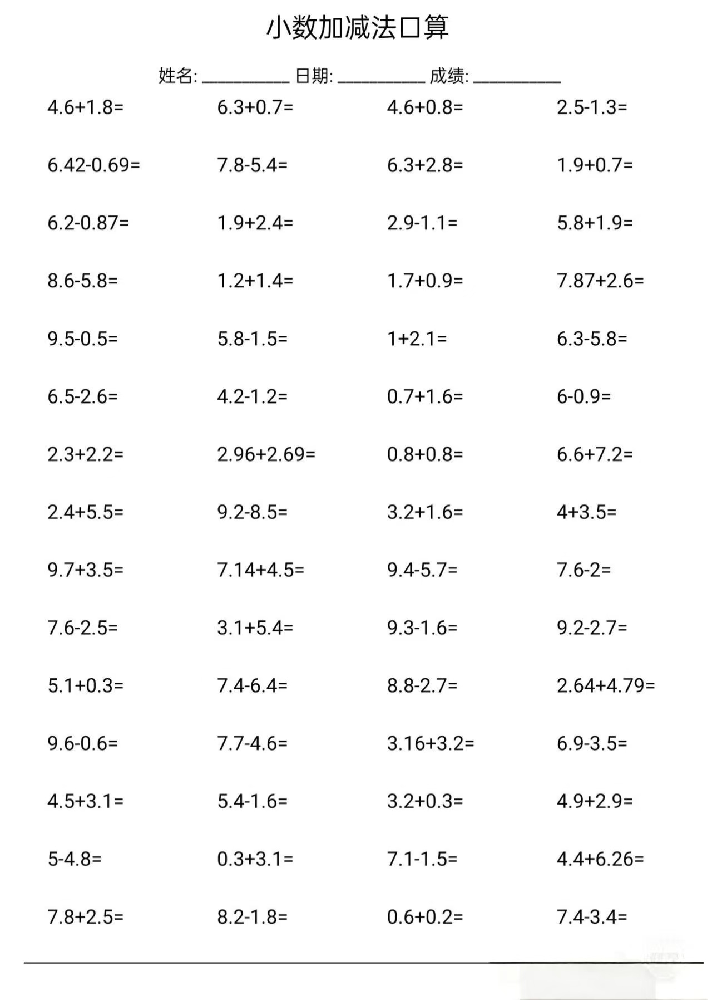 小数加减法口算
姓名: __________ 日期: __________ 成绩: __________
4.6+1.8= 6.3+0.7= 4.6+0.8= 2.5-1.3=
6.42-0.69= 7.8-5.4= 6.3+2.8= 1.9+0.7=
6.2-0.87= 1.9+2.4= 2.9-1.1= 5.8+1.9=
8.6-5.8= 1.2+1.4= 1.7+0.9= 7.87+2.6=
9.5-0.5= 5.8-1.5= 1+2.1= 6.3-5.8=
6.5-2.6= 4.2-1.2= 0.7+1.6= 6-0.9=
2.3+2.2= 2.96+2.69= 0.8+0.8= 6.6+7.2=
2.4+5.5= 9.2-8.5= 3.2+1.6= 4+3.5=
9.7+3.5= 7.14+4.5= 9.4-5.7= 7.6-2=
7.6-2.5= 3.1+5.4= 9.3-1.6= 9.2-2.7=
5.1+0.3= 7.4-6.4= 8.8-2.7= 2.64+4.79=
9.6-0.6= 7.7-4.6= 3.16+3.2= 6.9-3.5=
4.5+3.1= 5.4-1.6= 3.2+0.3= 4.9+2.9=
5-4.8= 0.3+3.1= 7.1-1.5= 4.4+6.26=
7.8+2.5= 8.2-1.8= 0.6+0.2= 7.4-3.4=